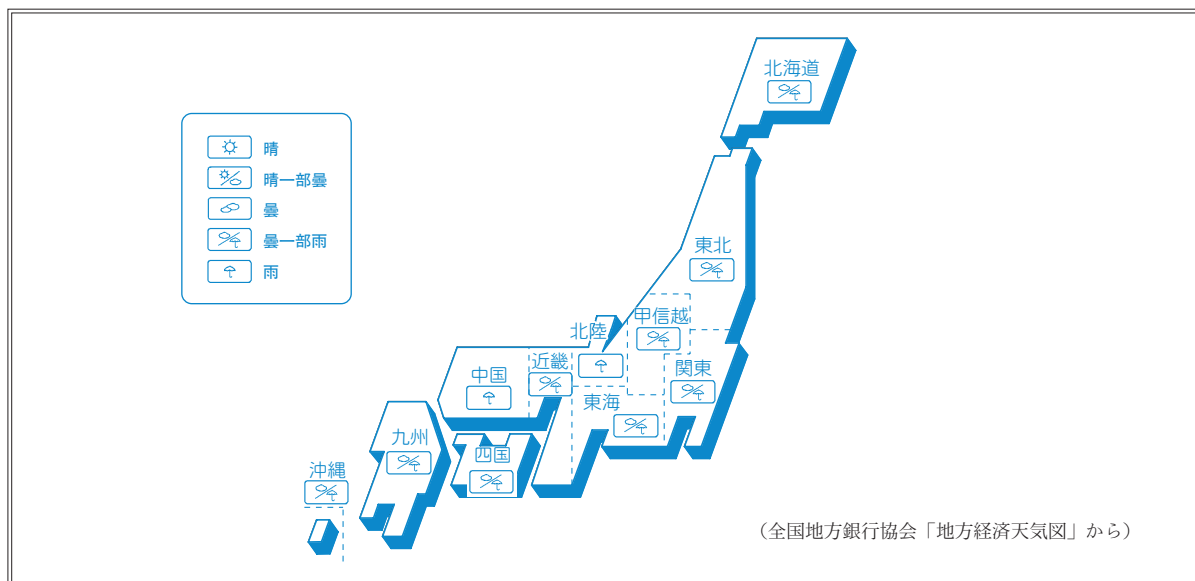 北海道
晴
晴一部曇
曇
曇一部雨
雨
東北
甲信越
北陸
近畿
関東
中国
東海
九州
四国
沖縄
（全国地方銀行協会「地方経済天気図」から）